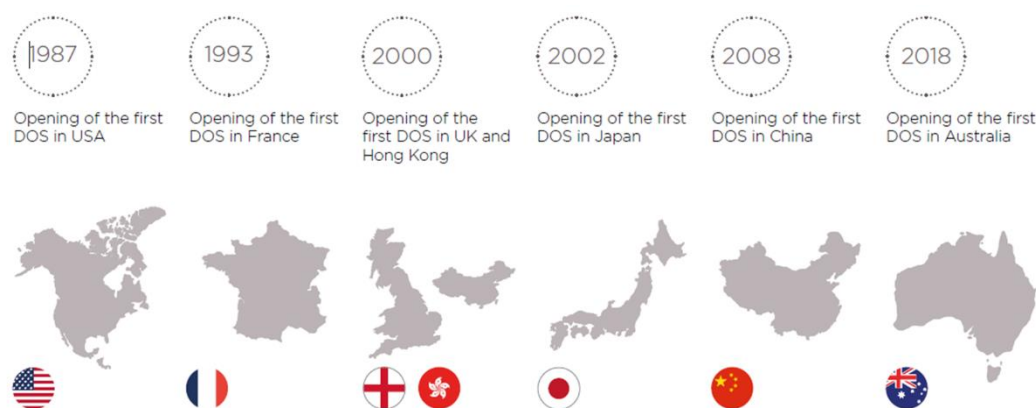 1987
Opening of the first
DOS in USA
1993
Opening of the first
DOS in France
2000
Opening of the
first DOS in UK and
Hong Kong
2002
Opening of the first
DOS in Japan
2008
Opening of the first
DOS in China
2018
Opening of the first
DOS in Australia